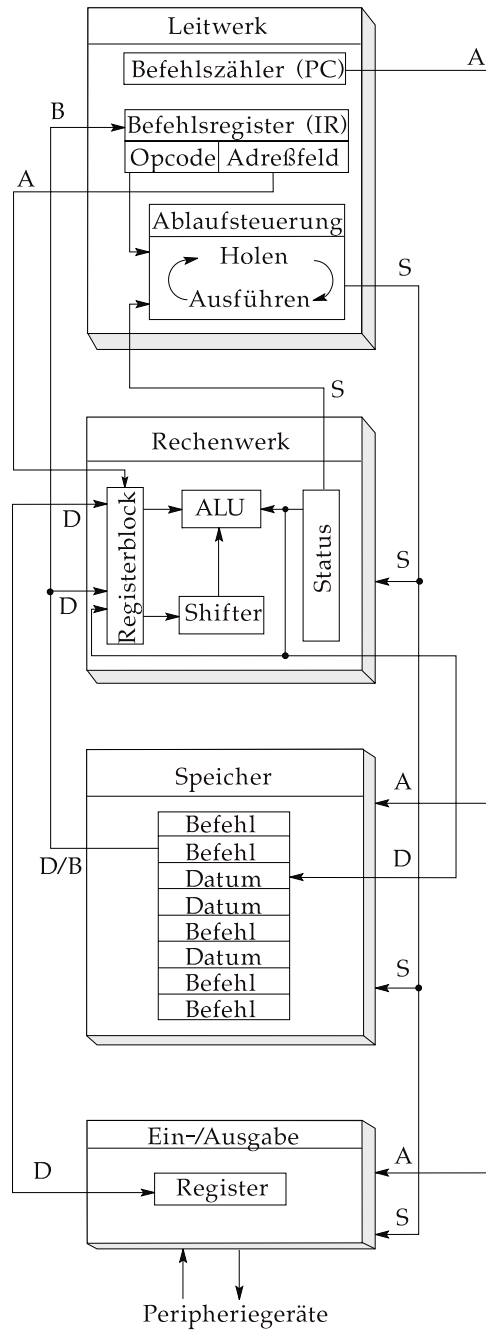 Leitwerk
Befehlszähler (PC)
A
B
Befehlsregister (IR)
Opcode Adreßfeld
A
Ablaufsteuerung
Holen
Ausführen
S
S
Rechenwerk
D
Registerblock
ALU
Status
S
D
Shifter
Speicher
A
Befehl
Befehl
D/B
Datum
D
Datum
Befehl
Datum
S
Befehl
Befehl
Ein-/Ausgabe
A
D
Register
S
Peripheriegeräte